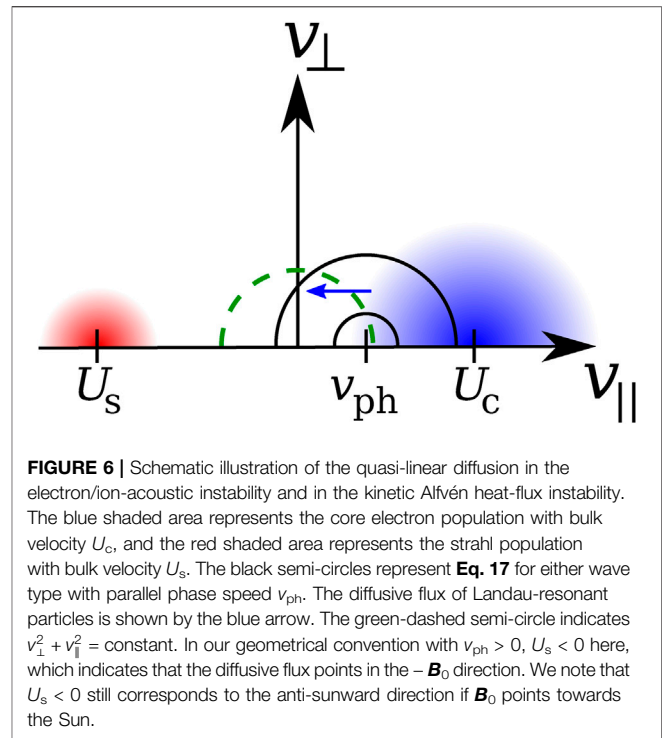 v⊥
Us
vph
Uc
v||
FIGURE 6 | Schematic illustration of the quasi-linear diffusion in the
electron/ion-acoustic instability and in the kinetic Alfvén heat-flux instability.
The blue shaded area represents the core electron population with bulk
velocity Uc, and the red shaded area represents the strahl population
with bulk velocity Us. The black semi-circles represent Eq. 17 for either wave
type with parallel phase speed vph. The diffusive flux of Landau-resonant
particles is shown by the blue arrow. The green-dashed semi-circle indicates
v⊥² + v||² = constant. In our geometrical convention with vph > 0, Us < 0 here,
which indicates that the diffusive flux points in the – B0 direction. We note that
Us < 0 still corresponds to the anti-sunward direction if B0 points towards
the Sun.